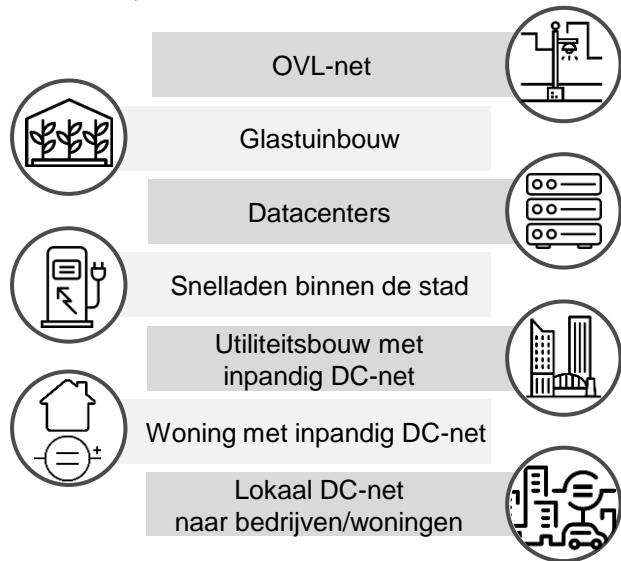 OVL-net
Glastuinbouw
Datacenters
Snelladen binnen de stad
Utiliteitsbouw met
inpandig DC-net
Woning met inpandig DC-net
Lokaal DC-net
naar bedrijven/woningen